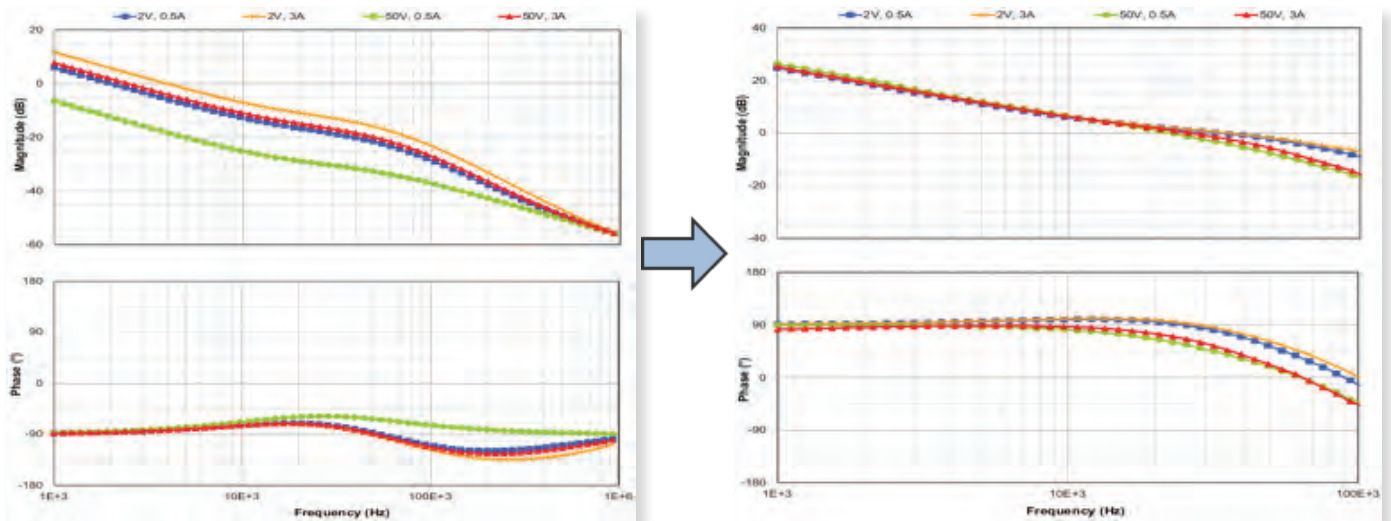 2V, 0.5A 2V, 3A 50V, 0.5A 50V, 3A
20
0
-20
-40
-60
Magnitude (dB)
180
90
0
-90
-180
Phase (°)
1E+3 10E+3 100E+3 1E+6
Frequency (Hz)
2V, 0.5A 2V, 3A 50V, 0.5A 50V, 3A
40
20
0
-20
-40
Magnitude (dB)
180
90
0
-90
-180
Phase (°)
1E+3 10E+3 100E+3
Frequency (Hz)